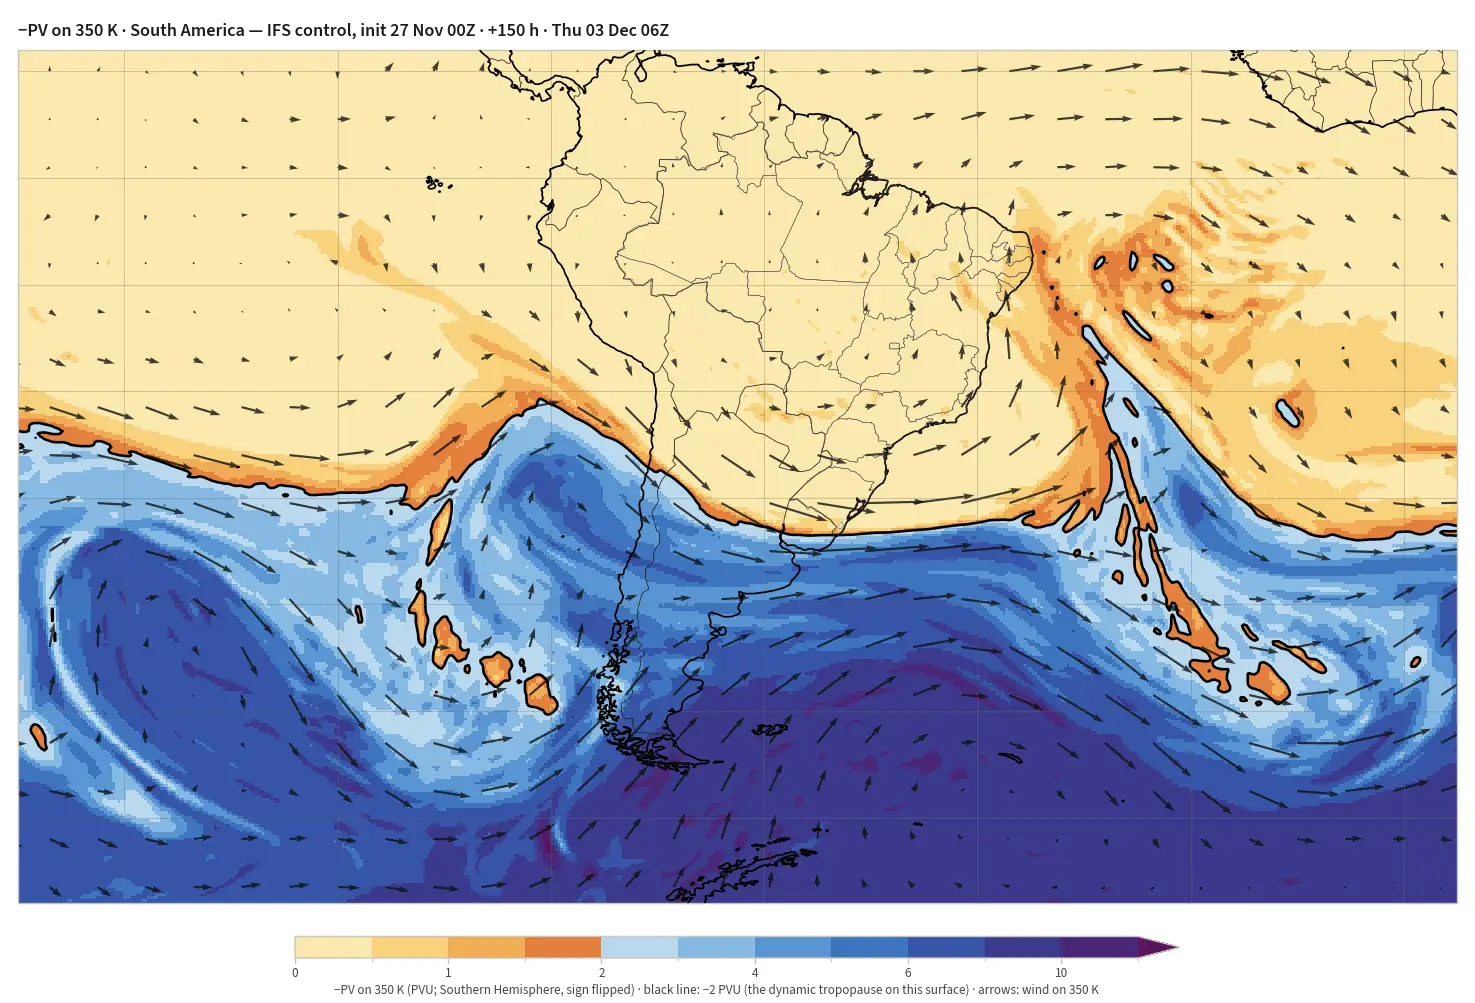 −PV on 350 K · South America — IFS control, init 27 Nov 00Z · +150 h · Thu 03 Dec 06Z
0 1 2 4 6 10
−PV on 350 K (PVU; Southern Hemisphere, sign flipped) · black line: −2 PVU (the dynamic tropopause on this surface) · arrows: wind on 350 K